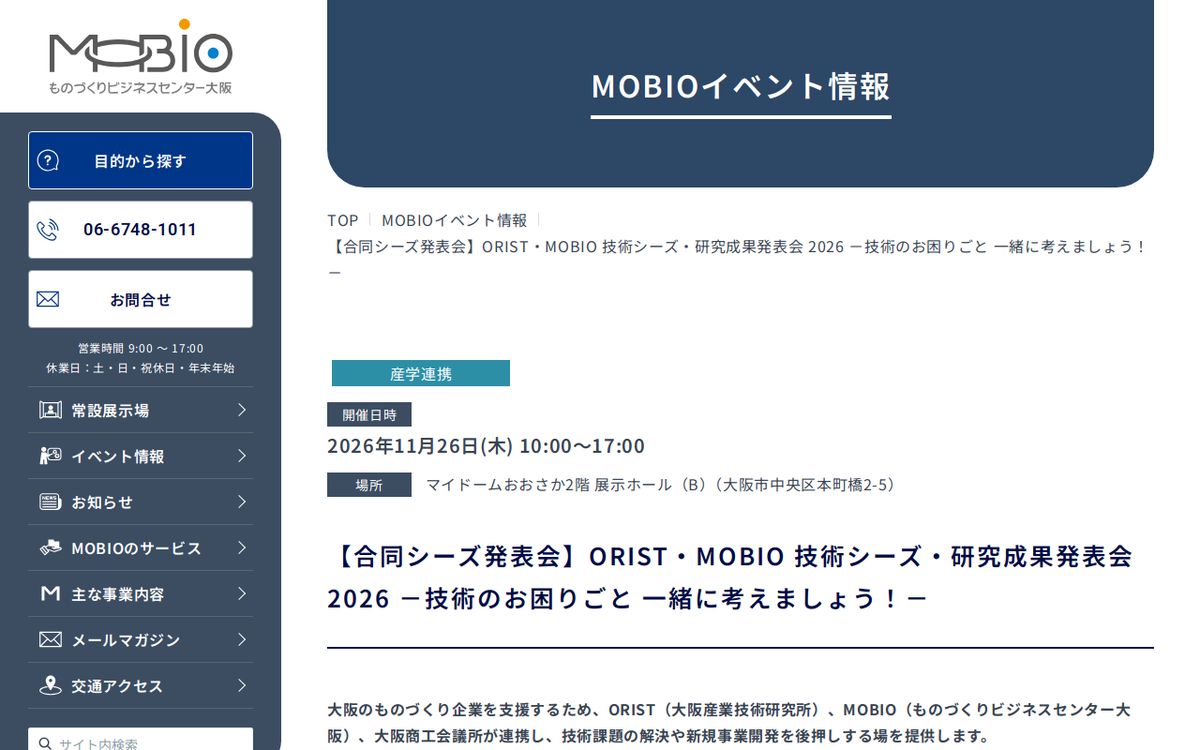 MOBIO
ものづくりビジネスセンター大阪
目的から探す
06-6748-1011
お問合せ
営業時間 9:00 〜 17:00
休業日：土・日・祝休日・年末年始
常設展示場
イベント情報
お知らせ
MOBIOのサービス
主な事業内容
メールマガジン
交通アクセス
サイト内検索
MOBIOイベント情報
TOP
MOBIOイベント情報
【合同シーズ発表会】ORIST・MOBIO 技術シーズ・研究成果発表会 2026 －技術のお困りごと 一緒に考えましょう！
－
産学連携
開催日時
2026年11月26日(木) 10:00〜17:00
場所
マイドームおおさか2階 展示ホール（B）（大阪市中央区本町橋2-5）
【合同シーズ発表会】ORIST・MOBIO 技術シーズ・研究成果発表会
2026 －技術のお困りごと 一緒に考えましょう！－
大阪のものづくり企業を支援するため、ORIST（大阪産業技術研究所）、MOBIO（ものづくりビジネスセンター大
阪）、大阪商工会議所が連携し、技術課題の解決や新規事業開発を後押しする場を提供します。